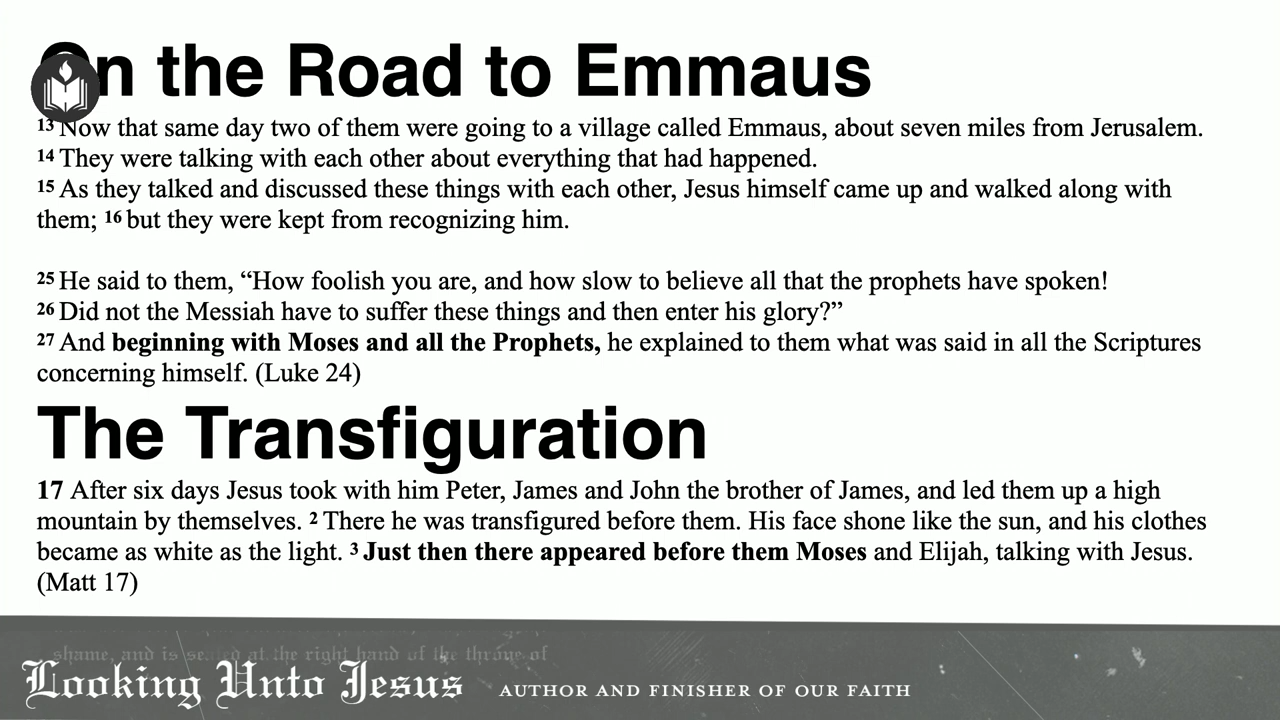 On the Road to Emmaus
13 Now that same day two of them were going to a village called Emmaus, about seven miles from Jerusalem.
14 They were talking with each other about everything that had happened.
15 As they talked and discussed these things with each other, Jesus himself came up and walked along with
them; 16 but they were kept from recognizing him.
25 He said to them, “How foolish you are, and how slow to believe all that the prophets have spoken!
26 Did not the Messiah have to suffer these things and then enter his glory?”
27 And beginning with Moses and all the Prophets, he explained to them what was said in all the Scriptures
concerning himself. (Luke 24)
The Transfiguration
17 After six days Jesus took with him Peter, James and John the brother of James, and led them up a high
mountain by themselves. 2 There he was transfigured before them. His face shone like the sun, and his clothes
became as white as the light. 3 Just then there appeared before them Moses and Elijah, talking with Jesus.
(Matt 17)
shame, and is seated at the right hand of the throne of
Looking Unto Jesus AUTHOR AND FINISHER OF OUR FAITH